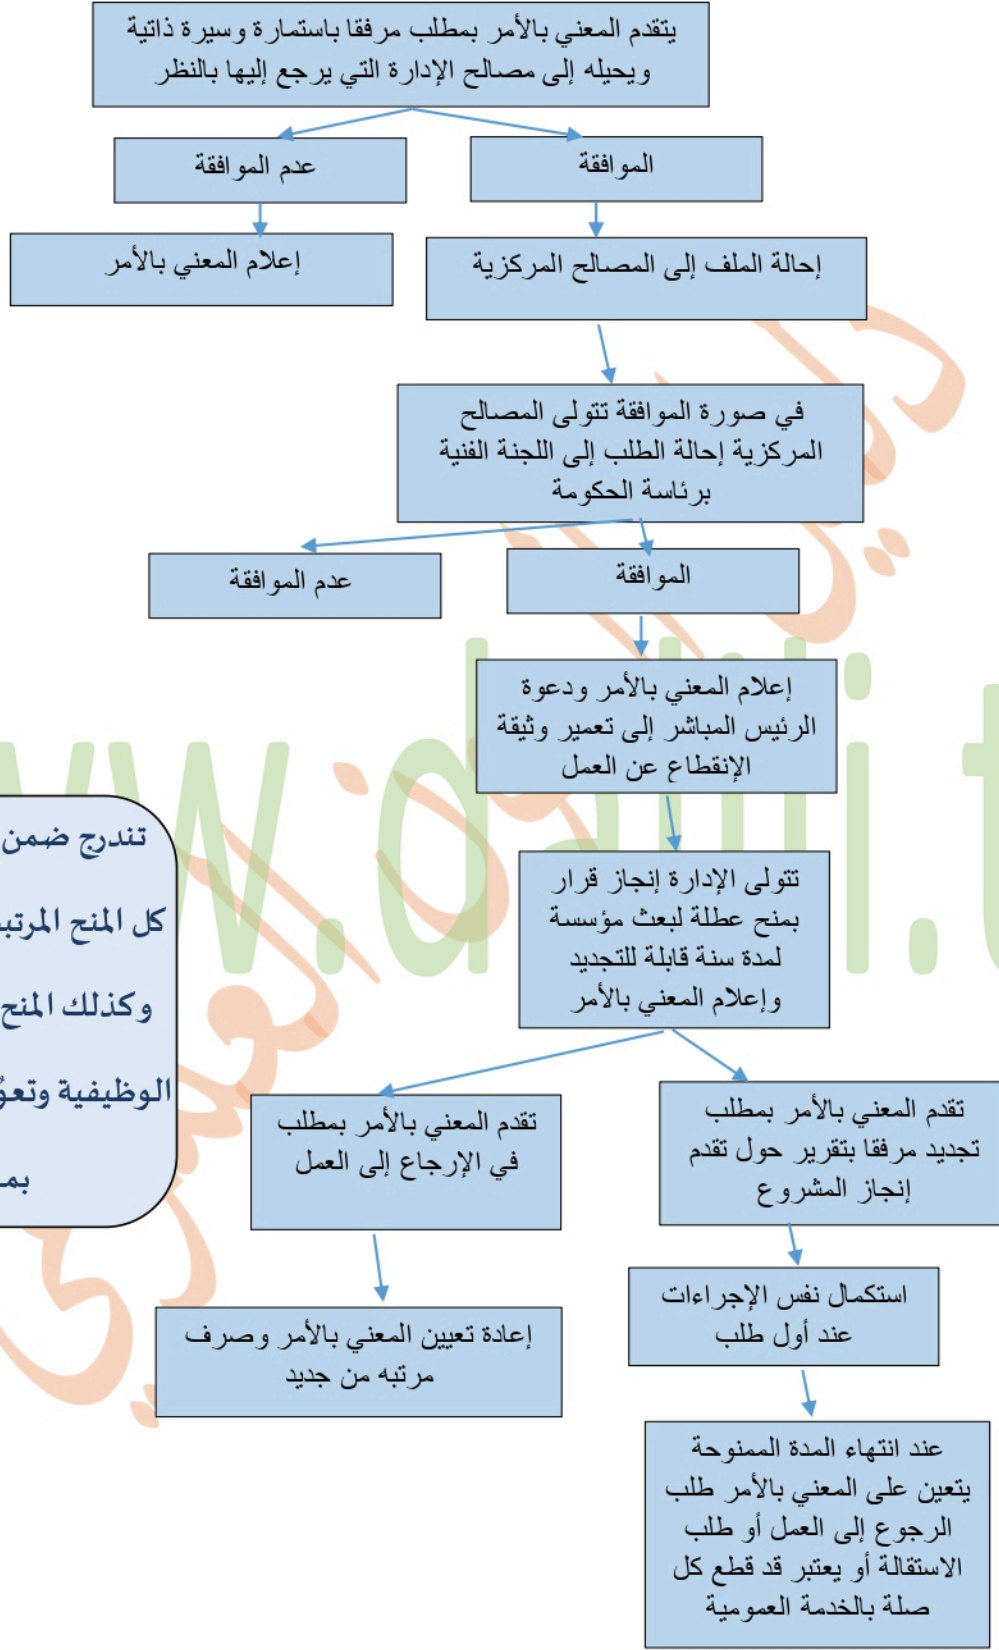 يتقدم المعني بالأمر بمطلب مرفقا باستمارة وسيرة ذاتية
ويحيله إلى مصالح الإدارة التي يرجع إليها بالنظر
الموافقة
عدم الموافقة
إحالة الملف إلى المصالح المركزية
إعلام المعني بالأمر
في صورة الموافقة تتولى المصالح
المركزية إحالة الطلب إلى اللجنة الفنية
برئاسة الحكومة
الموافقة
عدم الموافقة
إعلام المعني بالأمر ودعوة
الرئيس المباشر إلى تعمير وثيقة
الإنقطاع عن العمل
تتولى الإدارة إنجاز قرار
بمنح عطلة لبعث مؤسسة
لمدة سنة قابلة للتجديد
وإعلام المعني بالأمر
تندرج ضمن
كل المنح المرتب
وكذلك المنح
الوظيفية وتعو
بم
تقدم المعني بالأمر بمطلب
تجديد مرفقا بتقرير حول تقدم
إنجاز المشروع
تقدم المعني بالأمر بمطلب
في الإرجاع إلى العمل
استكمال نفس الإجراءات
عند أول طلب
إعادة تعيين المعني بالأمر وصرف
مرتبه من جديد
عند انتهاء المدة الممنوحة
يتعين على المعني بالأمر طلب
الرجوع إلى العمل أو طلب
الاستقالة أو يعتبر قد قطع كل
صلة بالخدمة العمومية